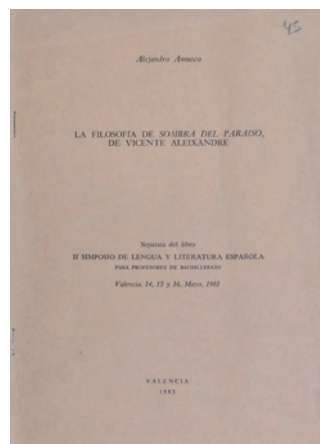 43
Alejandro Amusco
LA FILOSOFIA DE SOMBRA DEL PARAISO,
DE VICENTE ALEIXANDRE
Separata del libro
II SIMPOSIO DE LENGUA Y LITERATURA ESPAÑOLA
PARA PROFESORES DE BACHILLERATO
Valencia, 14, 15 y 16, Mayo, 1981
VALENCIA
1982